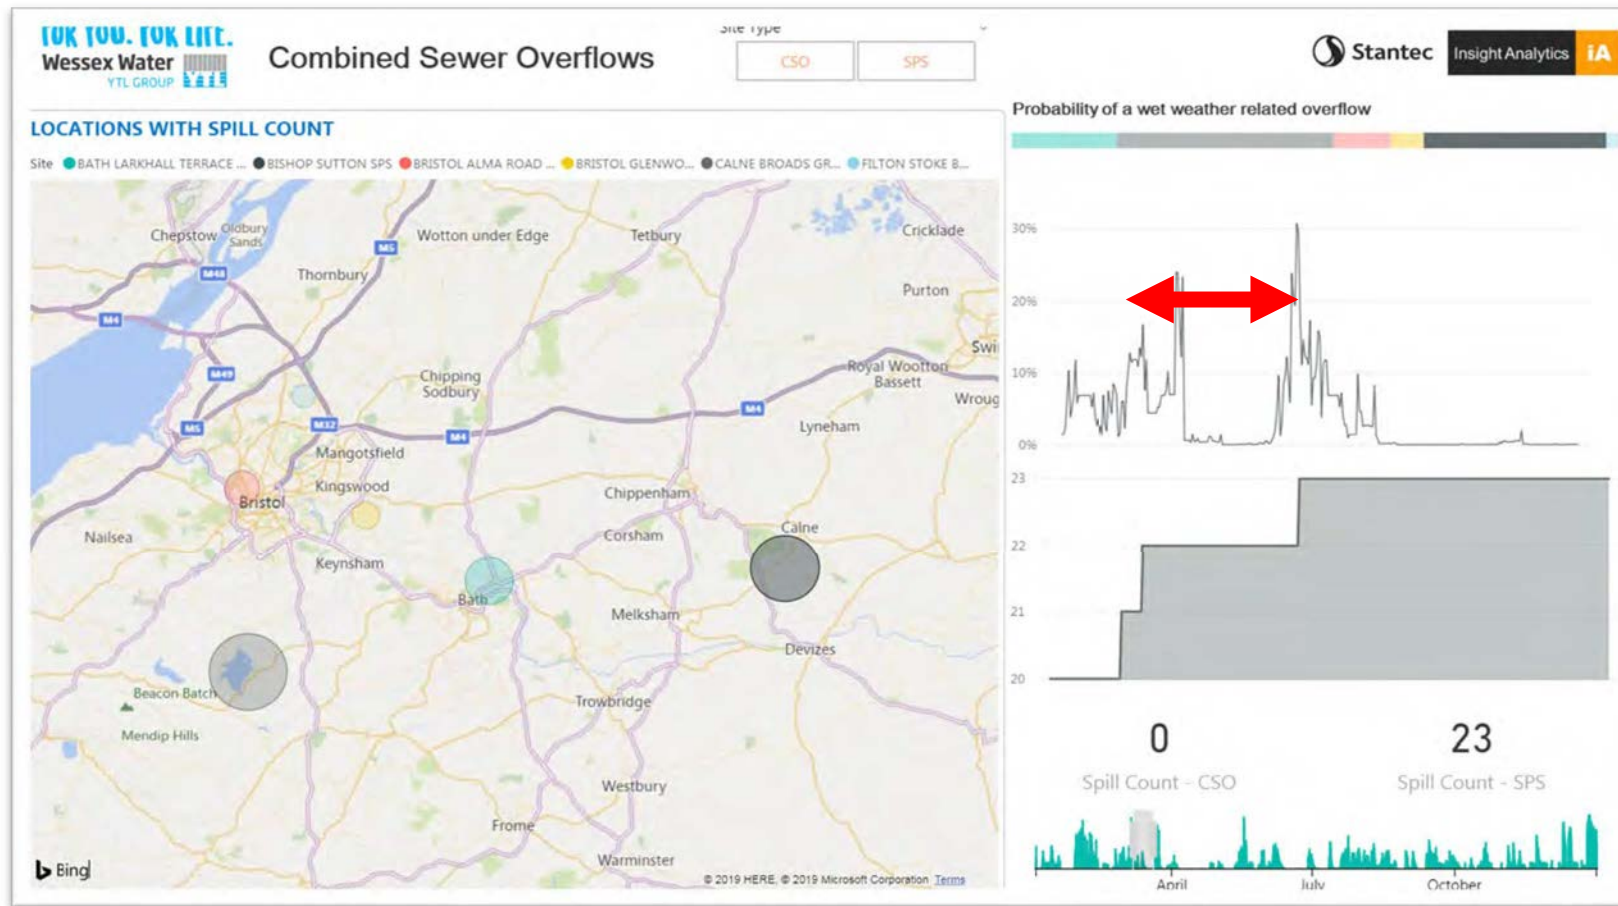 FOR YOU. FOR LIFE.
Wessex Water
YTL GROUP
YTL
Combined Sewer Overflows
Site Type
CSO
SPS
Stantec
Insight Analytics
iA
LOCATIONS WITH SPILL COUNT
Site BATH LARKHALL TERRACE ... BISHOP SUTTON SPS BRISTOL ALMA ROAD ... BRISTOL GLENWO... CALNE BROADS GR... FILTON STOKE B...
Chepstow
Oldbury
Sands
M5
Wotton under Edge
Tetbury
Cricklade
M48
Thornbury
Purton
M4
Swi
M49
Chipping
Sodbury
Royal Wootton
Bassett
Wroug
M5
M32
M4
M4
Lyneham
Mangotsfield
Kingswood
Bristol
Chippenham
Nailsea
Calne
Corsham
Keynsham
Bath
Melksham
Devizes
Beacon Batch
Trowbridge
Mendip Hills
Westbury
Frome
Warminster
Bing
© 2019 HERE, © 2019 Microsoft Corporation Terms
Probability of a wet weather related overflow
30%
20%
10%
0%
23
22
21
20
0
23
Spill Count - CSO
Spill Count - SPS
April
July
October